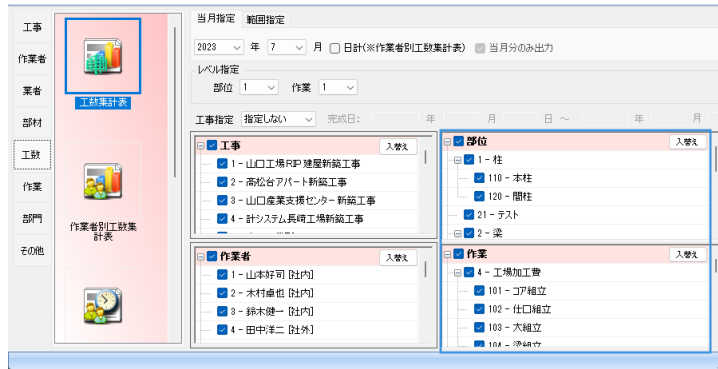 工事
作業者
業者
部材
工数
作業
部門
その他
工数集計表
作業者別工数集
計表
当月指定 範囲指定
2023 年 7 月 日計(※作業者別工数集計表) 当月分のみ出力
レベル指定
部位 1 作業 1
工事指定 指定しない 完成日: 年 月 日 ～ 年 月
工事 入替え
1 - 山口工場RIP建屋新築工事
2 - 高松台アパート新築工事
3 - 山口産業支援センター新築工事
4 - 計システム長崎工場新築工事
部位 入替え
1 - 柱
110 - 本柱
120 - 間柱
21 - テスト
2 - 梁
作業者 入替え
1 - 山本好司 [社内]
2 - 木村卓也 [社内]
3 - 鈴木健一 [社内]
4 - 田中洋二 [社外]
作業 入替え
4 - 工場加工費
101 - コア組立
102 - 仕口組立
103 - 大組立
104 - 梁組立